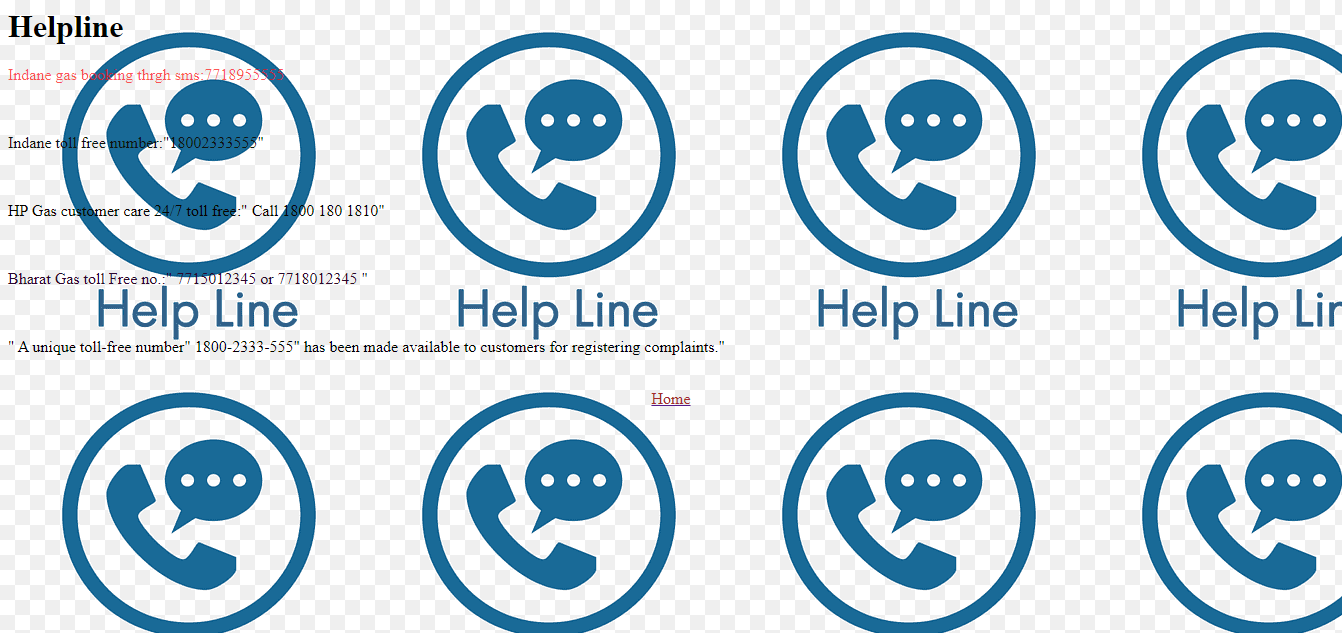 Helpline
Indane gas booking thrgh sms:7718955555
Indane toll free number:"18002333555"
HP Gas customer care 24/7 toll free:" Call 1800 180 1810"
Bharat Gas toll Free no.:" 7715012345 or 7718012345 "
Help Line Help Line Help Line Help Lin
" A unique toll-free number" 1800-2333-555" has been made available to customers for registering complaints."
Home